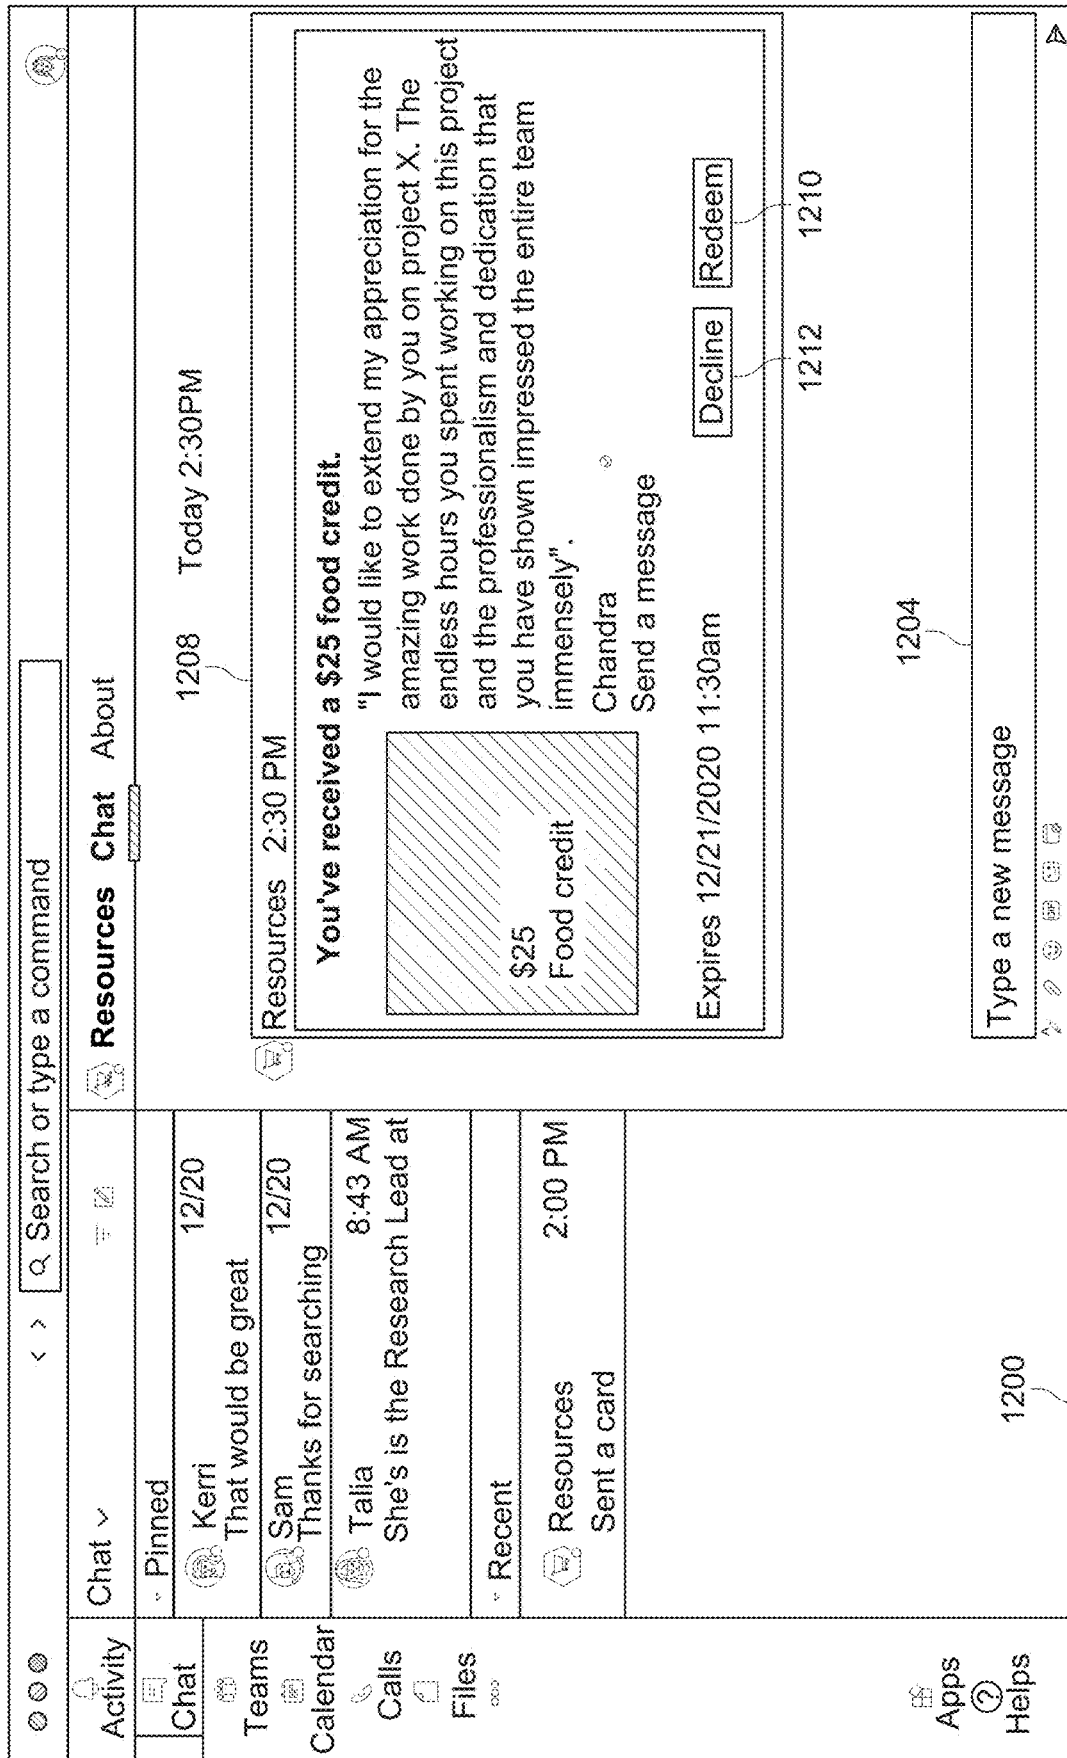 Search or type a command
Activity
Chat
Teams
Calendar
Calls
Files
Apps
Helps
Chat
Pinned
Kerri 12/20
That would be great
Sam 12/20
Thanks for searching
Talia 8:43 AM
She's is the Research Lead at
Recent
Resources 2:00 PM
Sent a card
1200
Resources Chat About
1208 Today 2:30PM
Resources 2:30 PM
You've received a $25 food credit.
$25
Food credit
"I would like to extend my appreciation for the
amazing work done by you on project X. The
endless hours you spent working on this project
and the professionalism and dedication that
you have shown impressed the entire team
immensely".
Chandra
Send a message
Expires 12/21/2020 11:30am
Decline Redeem
1212 1210
1204
Type a new message